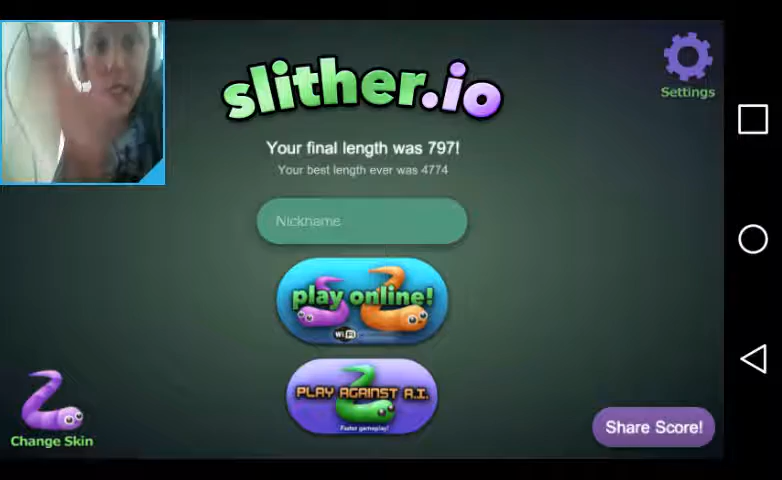 slither.io
Settings
Your final length was 797!
Your best length ever was 4774
Nickname
play online!
WiFi
PLAY AGAINST A.I.
Faster gameplay!
Change Skin
Share Score!